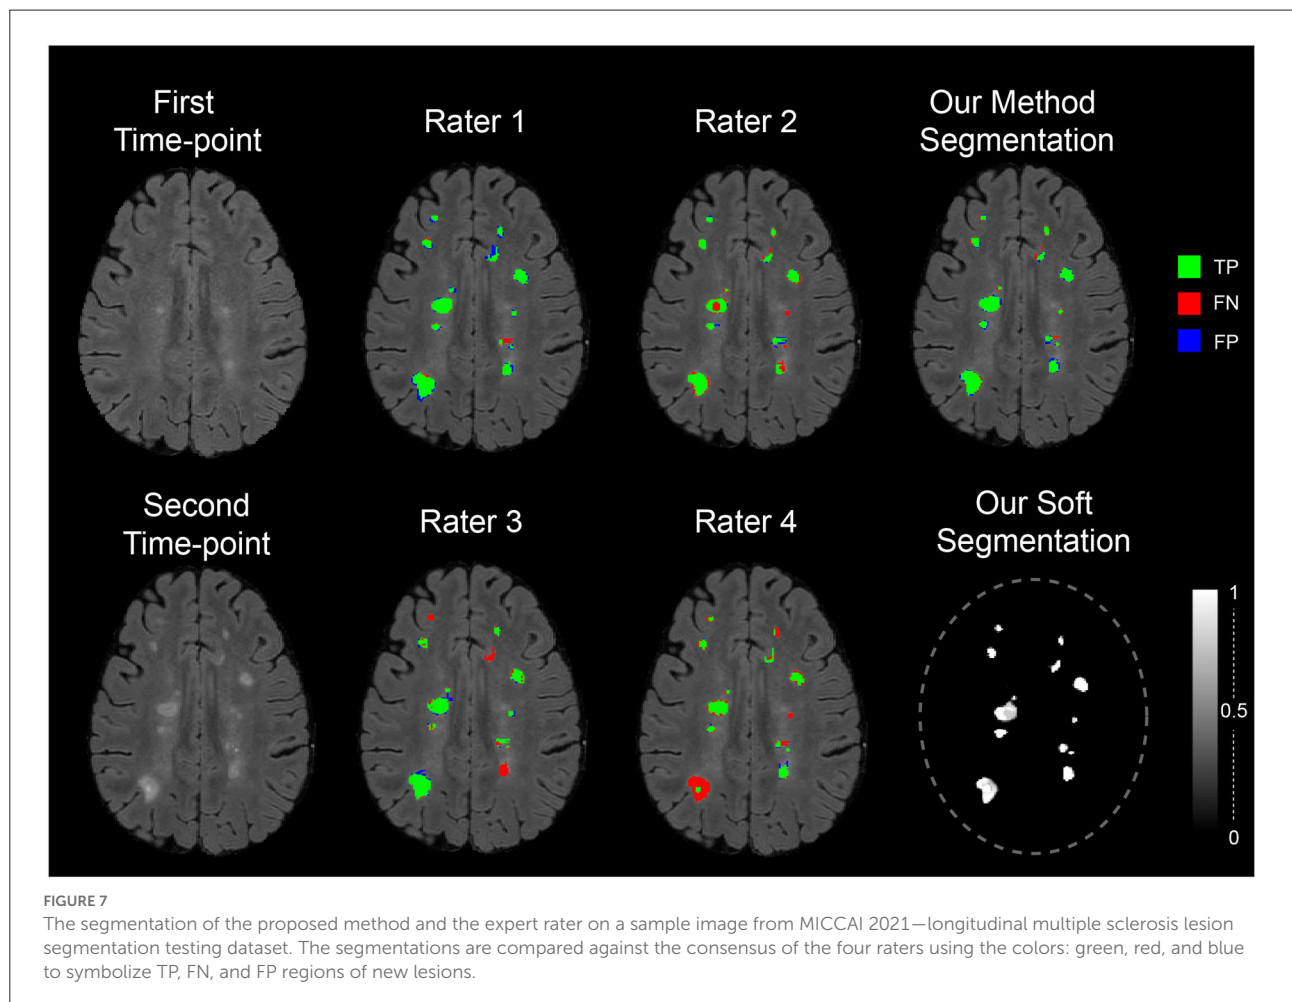 First
Time-point
Rater 1
Rater 2
Our Method
Segmentation
TP
FN
FP
Second
Time-point
Rater 3
Rater 4
Our Soft
Segmentation
1
0.5
0
FIGURE 7
The segmentation of the proposed method and the expert rater on a sample image from MICCAI 2021—longitudinal multiple sclerosis lesion
segmentation testing dataset. The segmentations are compared against the consensus of the four raters using the colors: green, red, and blue
to symbolize TP, FN, and FP regions of new lesions.